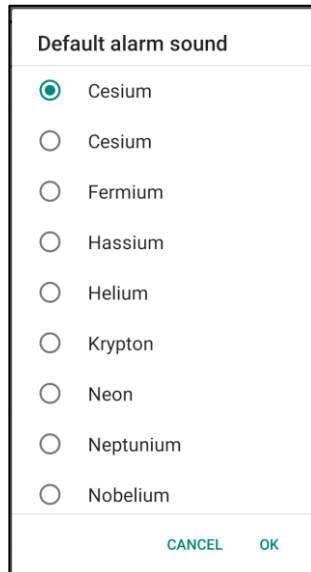 Default alarm sound
Cesium
Cesium
Fermium
Hassium
Helium
Krypton
Neon
Neptunium
Nobelium
CANCEL OK